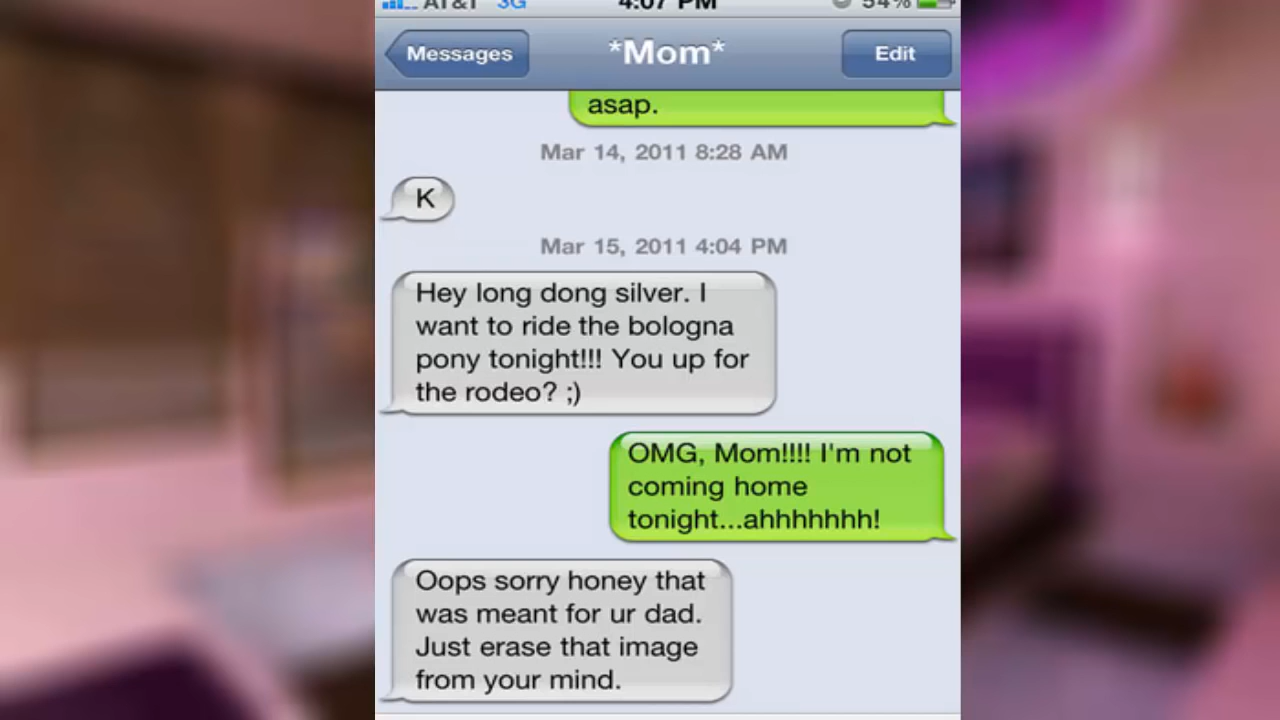 AT&T 3G 4:07 PM 54%
Messages *Mom* Edit
asap.
Mar 14, 2011 8:28 AM
K
Mar 15, 2011 4:04 PM
Hey long dong silver. I
want to ride the bologna
pony tonight!!! You up for
the rodeo? ;)
OMG, Mom!!!! I'm not
coming home
tonight...ahhhhhhh!
Oops sorry honey that
was meant for ur dad.
Just erase that image
from your mind.